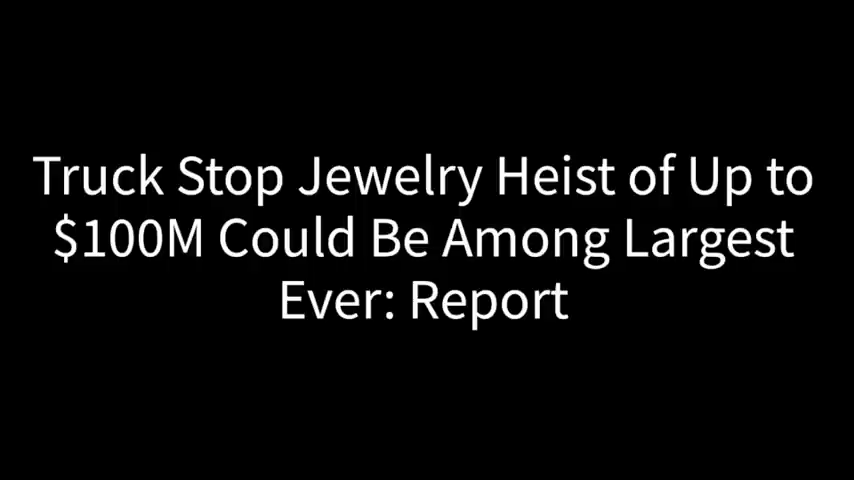 Truck Stop Jewelry Heist of Up to
$100M Could Be Among Largest
Ever: Report